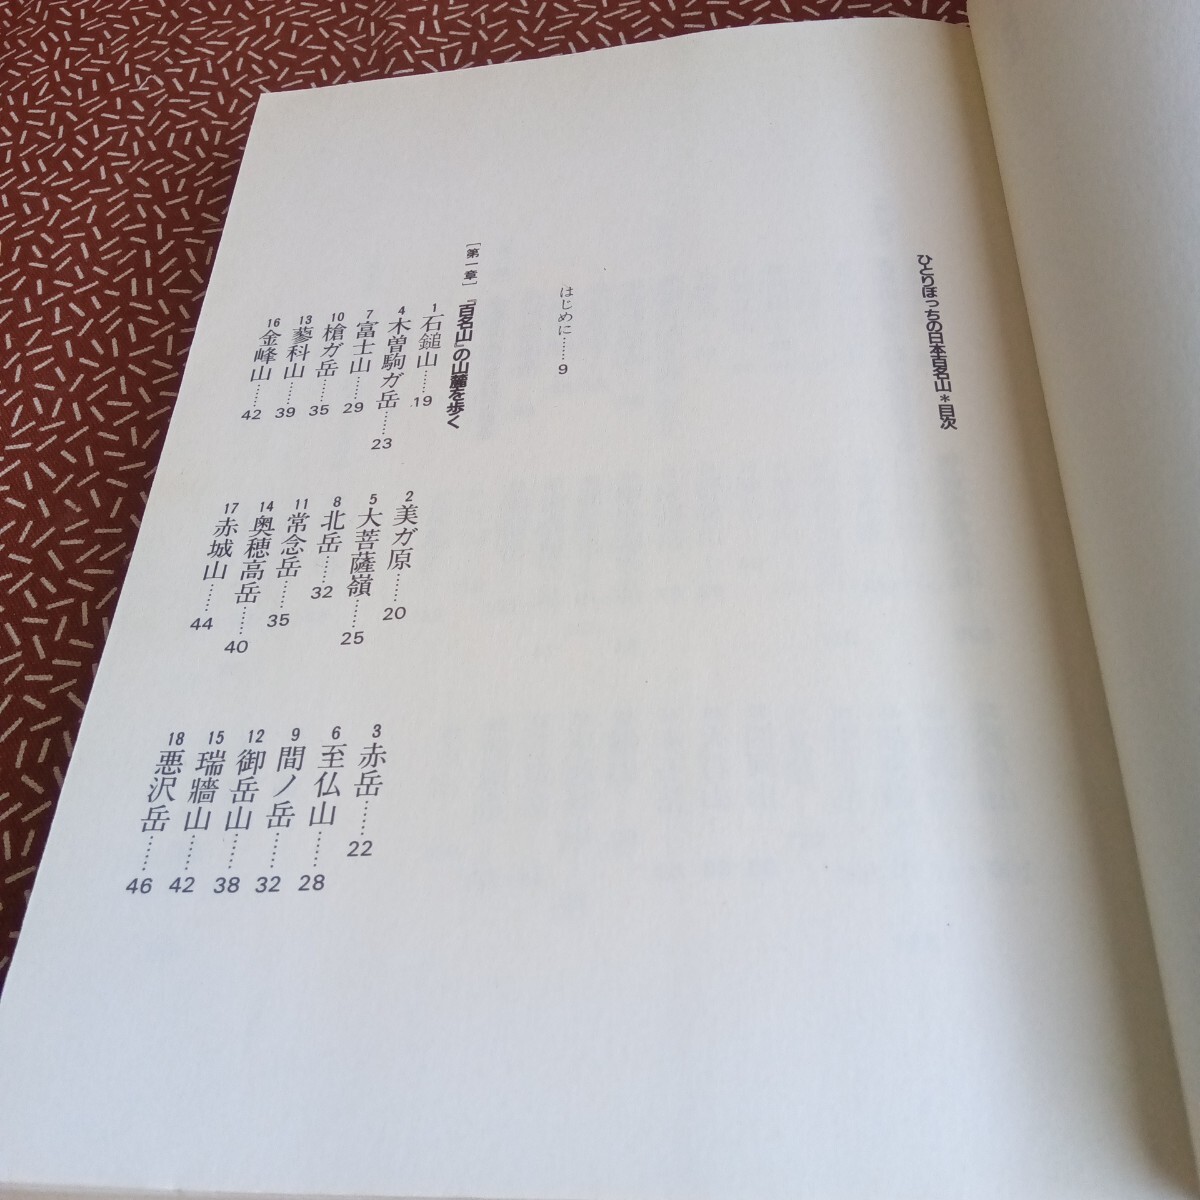 ひとりぼっちの日本百名山＊目次
はじめに……9
［第一章］『百名山』の山麓を歩く
1 石鎚山……19
2 美ガ原……20
3 赤岳……22
4 木曽駒ガ岳……23
5 大菩薩嶺……25
6 至仏山……28
7 富士山……29
8 北岳……32
9 間ノ岳……32
10 槍ガ岳……35
11 常念岳……35
12 御岳山……38
13 蓼科山……39
14 奥穂高岳……40
15 瑞牆山……42
16 金峰山……42
17 赤城山……44
18 悪沢岳……46